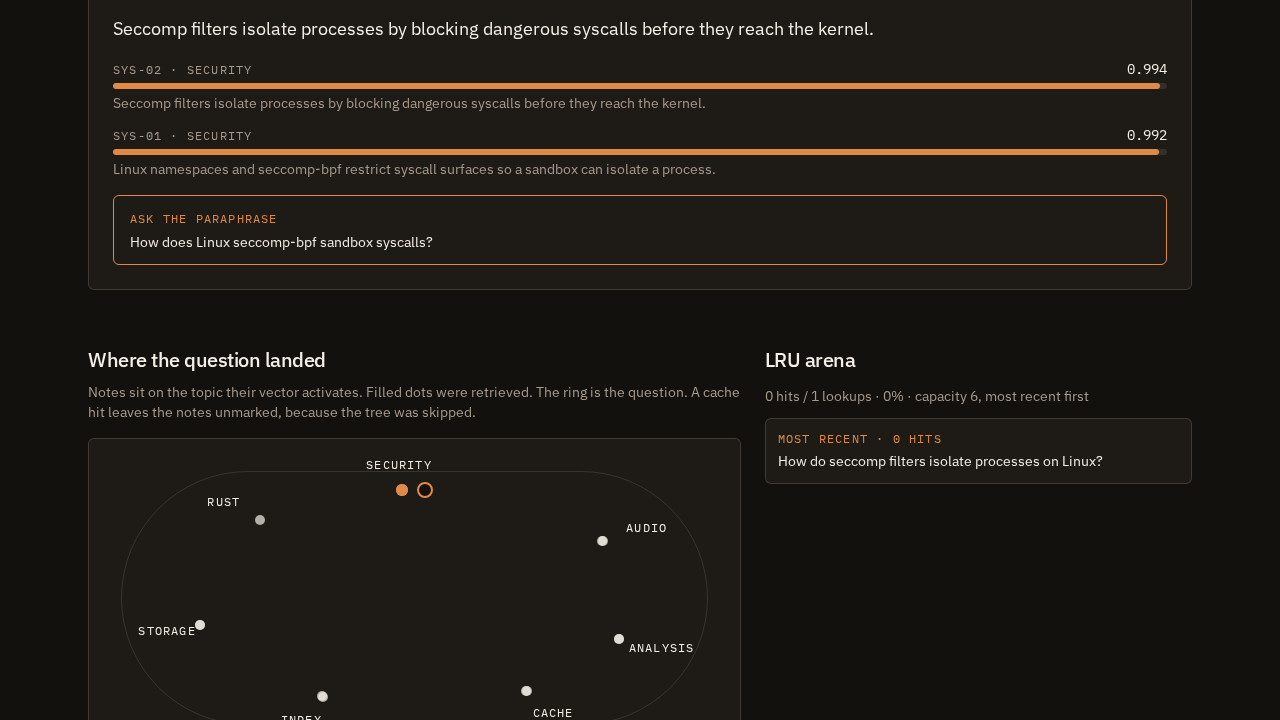 Seccomp filters isolate processes by blocking dangerous syscalls before they reach the kernel.
SYS-02 · SECURITY
0.994
Seccomp filters isolate processes by blocking dangerous syscalls before they reach the kernel.
SYS-01 · SECURITY
0.992
Linux namespaces and seccomp-bpf restrict syscall surfaces so a sandbox can isolate a process.
ASK THE PARAPHRASE
How does Linux seccomp-bpf sandbox syscalls?
Where the question landed
Notes sit on the topic their vector activates. Filled dots were retrieved. The ring is the question. A cache
hit leaves the notes unmarked, because the tree was skipped.
SECURITY
RUST
AUDIO
STORAGE
ANALYSIS
CACHE
INDEX
LRU arena
0 hits / 1 lookups · 0% · capacity 6, most recent first
MOST RECENT · 0 HITS
How do seccomp filters isolate processes on Linux?